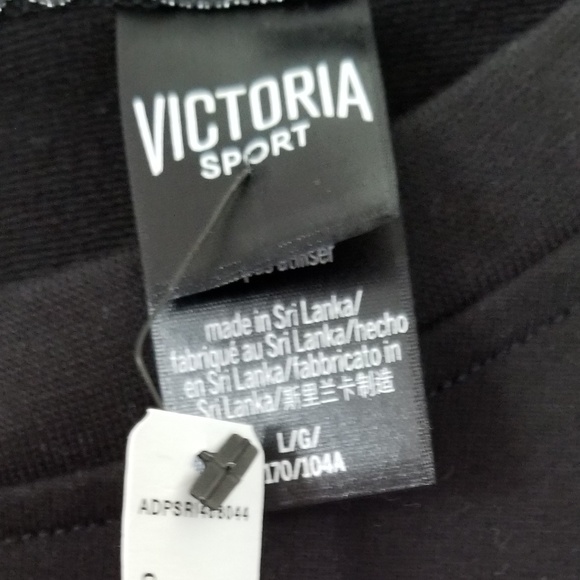 VICTORIA
SPORT
made in Sri Lanka/
fabriqué au Sri Lanka/hecho
en Sri Lanka/fabbricato in
Sri Lanka/斯里兰卡制造
L/G/
170/104A